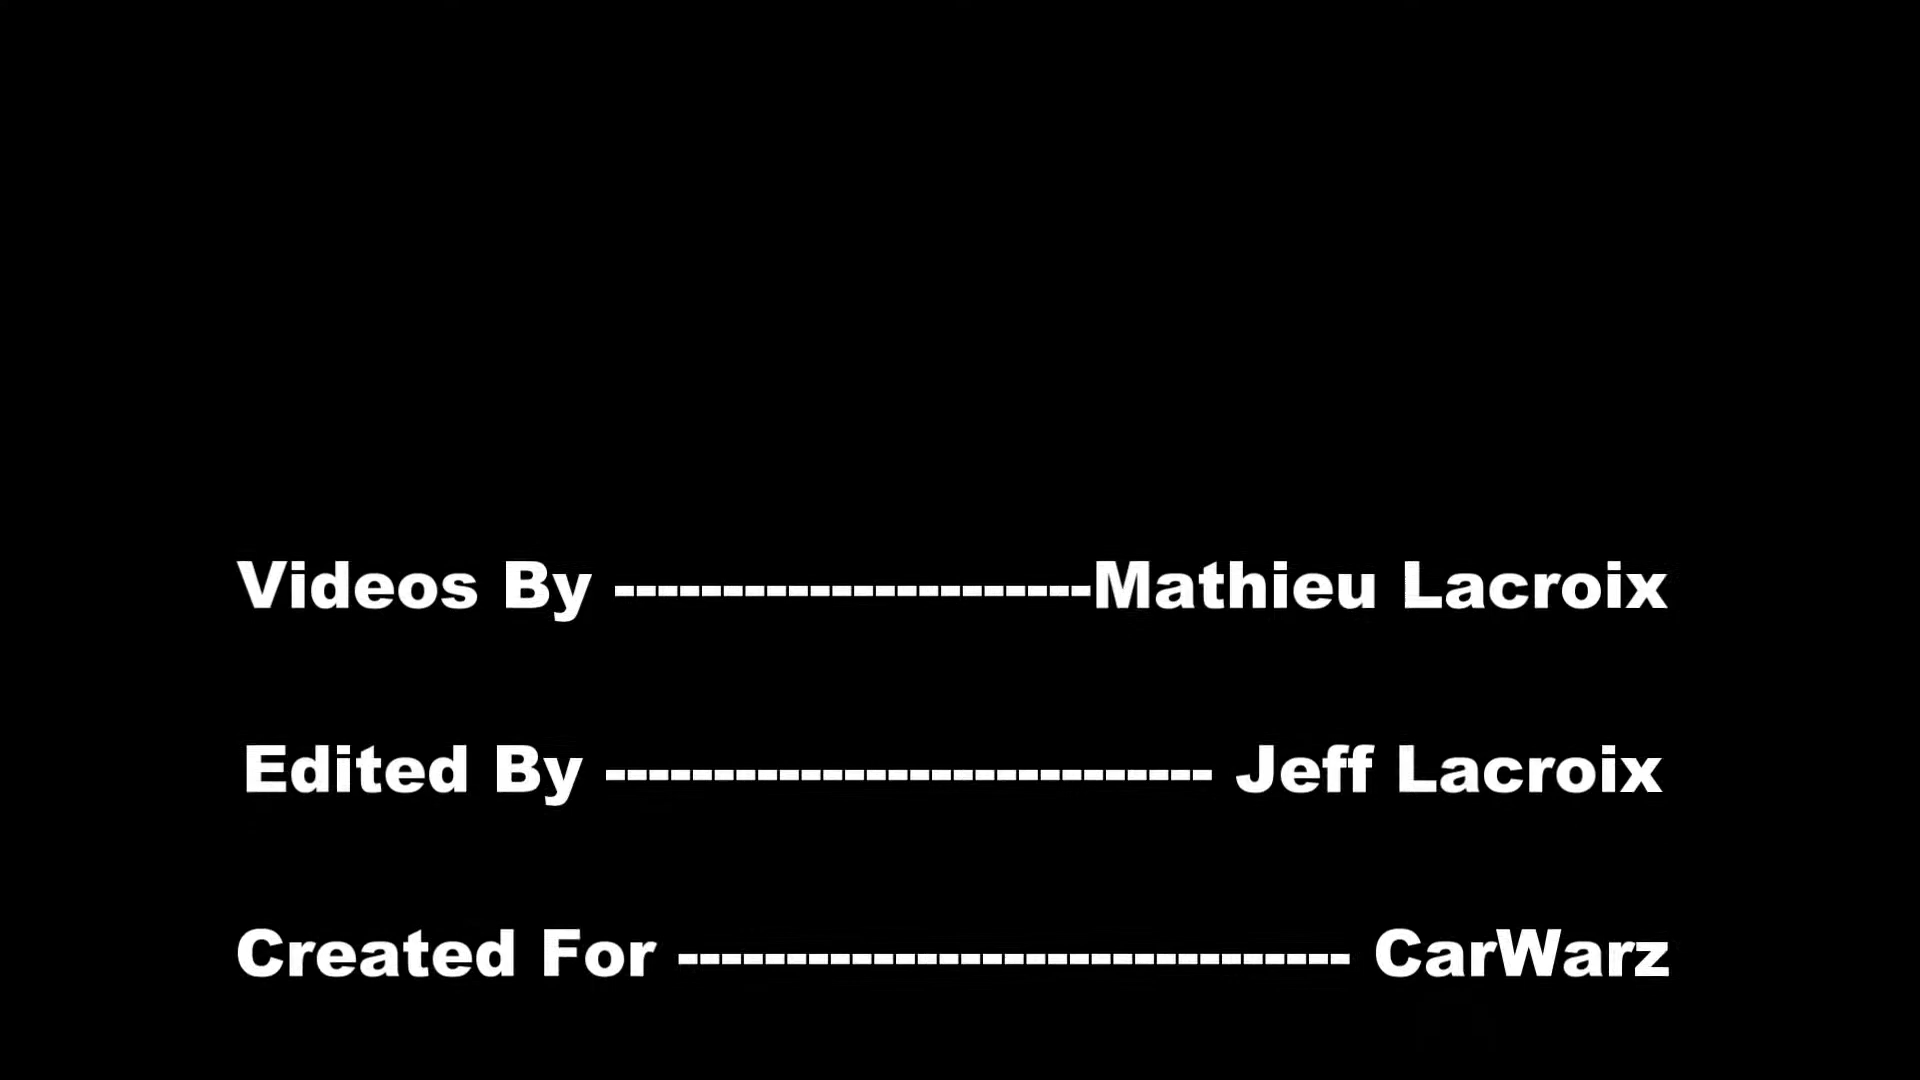 Videos By ----------------------Mathieu Lacroix
Edited By ---------------------------- Jeff Lacroix
Created For ------------------------------- CarWarz